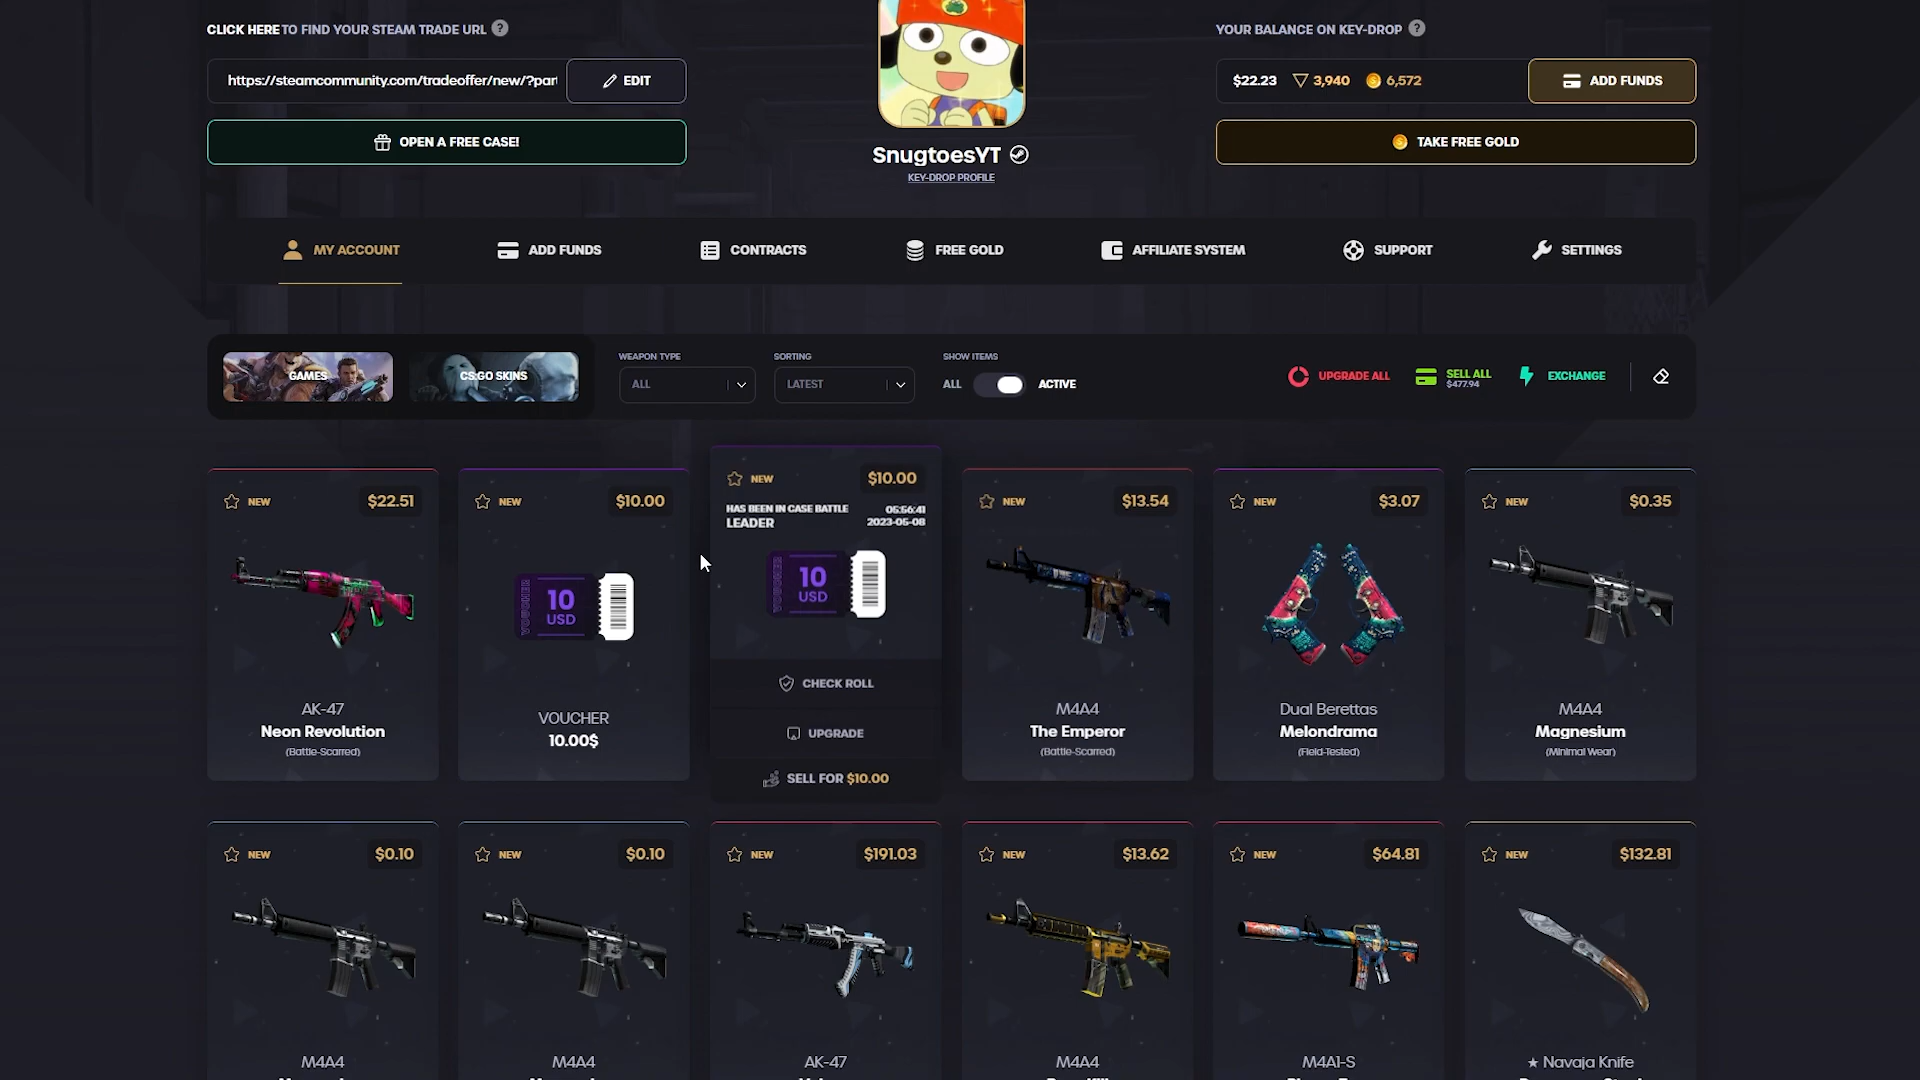 CLICK HERE TO FIND YOUR STEAM TRADE URL ?
YOUR BALANCE ON KEY-DROP ?
https://steamcommunity.com/tradeoffer/new/?par
EDIT
$22.23 3,940 6,572
ADD FUNDS
OPEN A FREE CASE!
TAKE FREE GOLD
SnugtoesYT
KEY-DROP PROFILE
MY ACCOUNT
ADD FUNDS
CONTRACTS
FREE GOLD
AFFILIATE SYSTEM
SUPPORT
SETTINGS
GAMES
CS:GO SKINS
WEAPON TYPE
ALL
SORTING
LATEST
SHOW ITEMS
ALL
ACTIVE
UPGRADE ALL
SELL ALL
$477.94
EXCHANGE
NEW $22.51
AK-47
Neon Revolution
(Battle-Scarred)
NEW $10.00
VOUCHER
10
USD
VOUCHER
10.00$
NEW $10.00
HAS BEEN IN CASE BATTLE 05:56:41
LEADER 2023-05-08
VOUCHER
10
USD
CHECK ROLL
UPGRADE
SELL FOR $10.00
NEW $13.54
M4A4
The Emperor
(Battle-Scarred)
NEW $3.07
Dual Berettas
Melondrama
(Field-Tested)
NEW $0.35
M4A4
Magnesium
(Minimal Wear)
NEW $0.10
M4A4
NEW $0.10
M4A4
NEW $191.03
AK-47
NEW $13.62
M4A4
NEW $64.81
M4A1-S
NEW $132.81
★ Navaja Knife